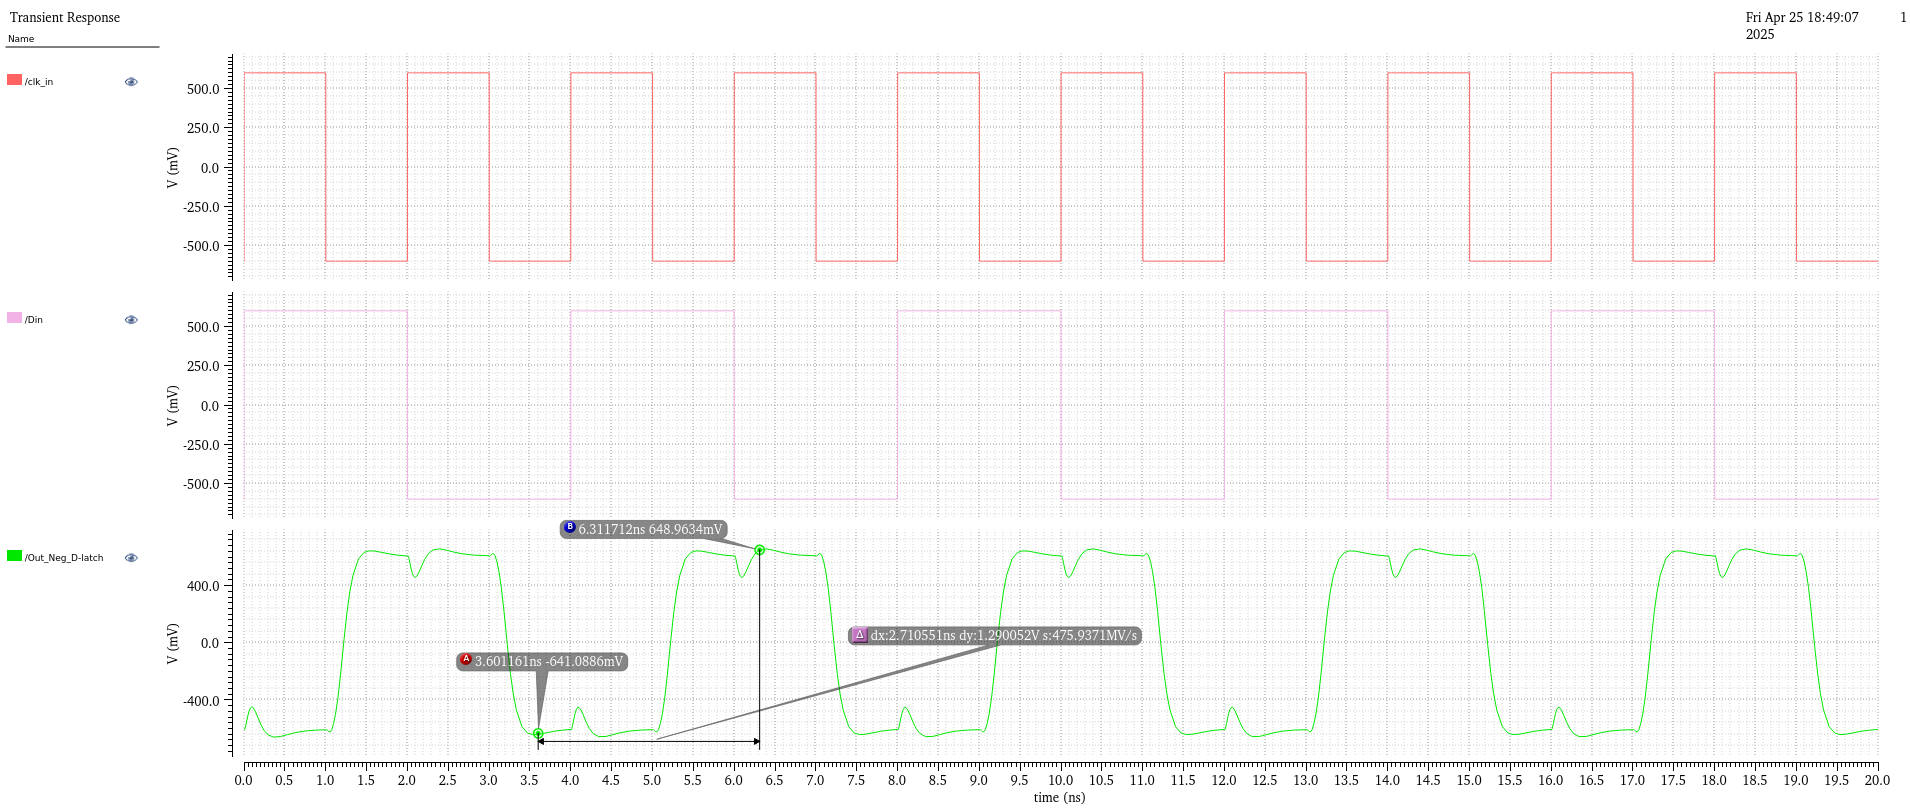 Transient Response
Fri Apr 25 18:49:07 1
2025
Name
/clk_in
500.0
250.0
0.0
-250.0
-500.0
V (mV)
/Din
500.0
250.0
0.0
-250.0
-500.0
V (mV)
/Out_Neg_D-latch
B 6.311712ns 648.9634mV
400.0
0.0
-400.0
V (mV)
Δ dx:2.710551ns dy:1.290052V s:475.9371MV/s
A 3.601161ns -641.0886mV
0.0 0.5 1.0 1.5 2.0 2.5 3.0 3.5 4.0 4.5 5.0 5.5 6.0 6.5 7.0 7.5 8.0 8.5 9.0 9.5 10.0 10.5 11.0 11.5 12.0 12.5 13.0 13.5 14.0 14.5 15.0 15.5 16.0 16.5 17.0 17.5 18.0 18.5 19.0 19.5 20.0
time (ns)